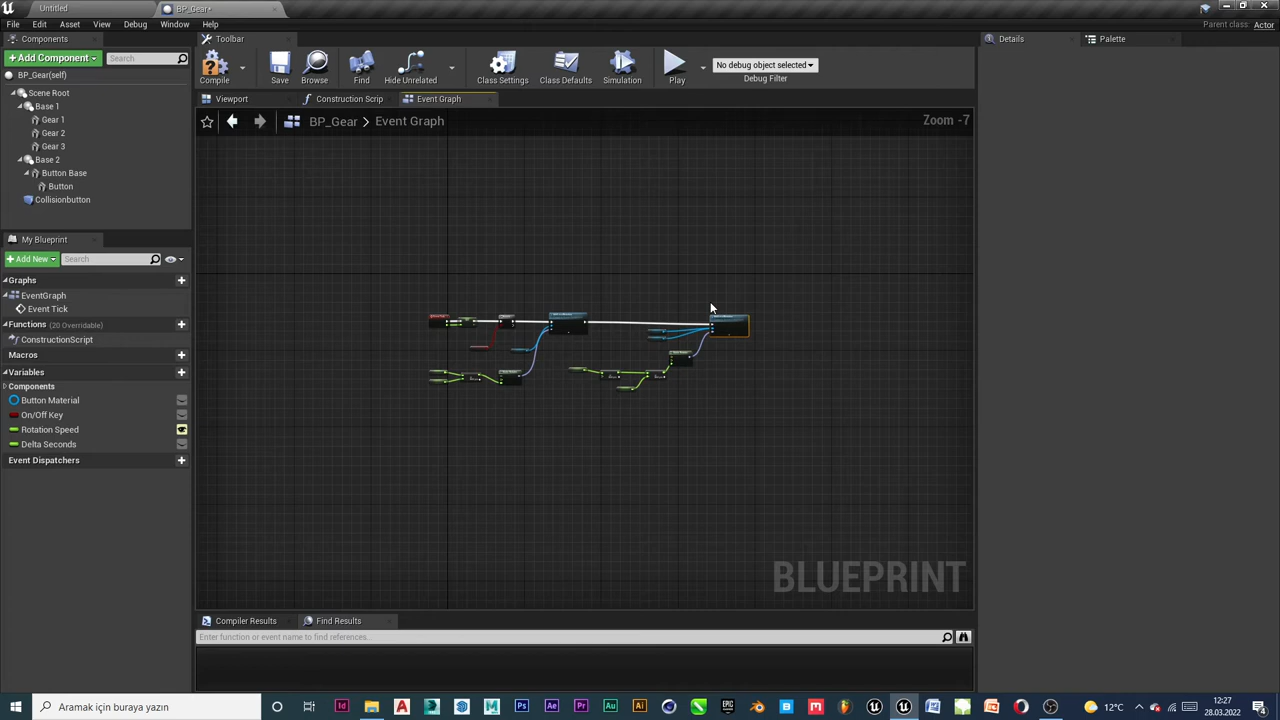 Untitled
BP_Gear*
File Edit Asset View Debug Window Help
Parent class: Actor
Components
Toolbar
Details
Palette
Add Component
Search
Compile
Save
Browse
Find
Hide Unrelated
Class Settings
Class Defaults
Simulation
Play
No debug object selected
Debug Filter
BP_Gear(self)
Scene Root
Base 1
Gear 1
Gear 2
Gear 3
Base 2
Button Base
Button
Collisionbutton
Viewport
Construction Scrip
Event Graph
BP_Gear > Event Graph
Zoom -7
My Blueprint
Add New
Search
Graphs
EventGraph
Event Tick
Functions (20 Overridable)
ConstructionScript
Macros
Variables
Components
Button Material
On/Off Key
Rotation Speed
Delta Seconds
Event Dispatchers
BLUEPRINT
Compiler Results
Find Results
Enter function or event name to find references...
Aramak için buraya yazın
12°C
12:27
28.03.2022